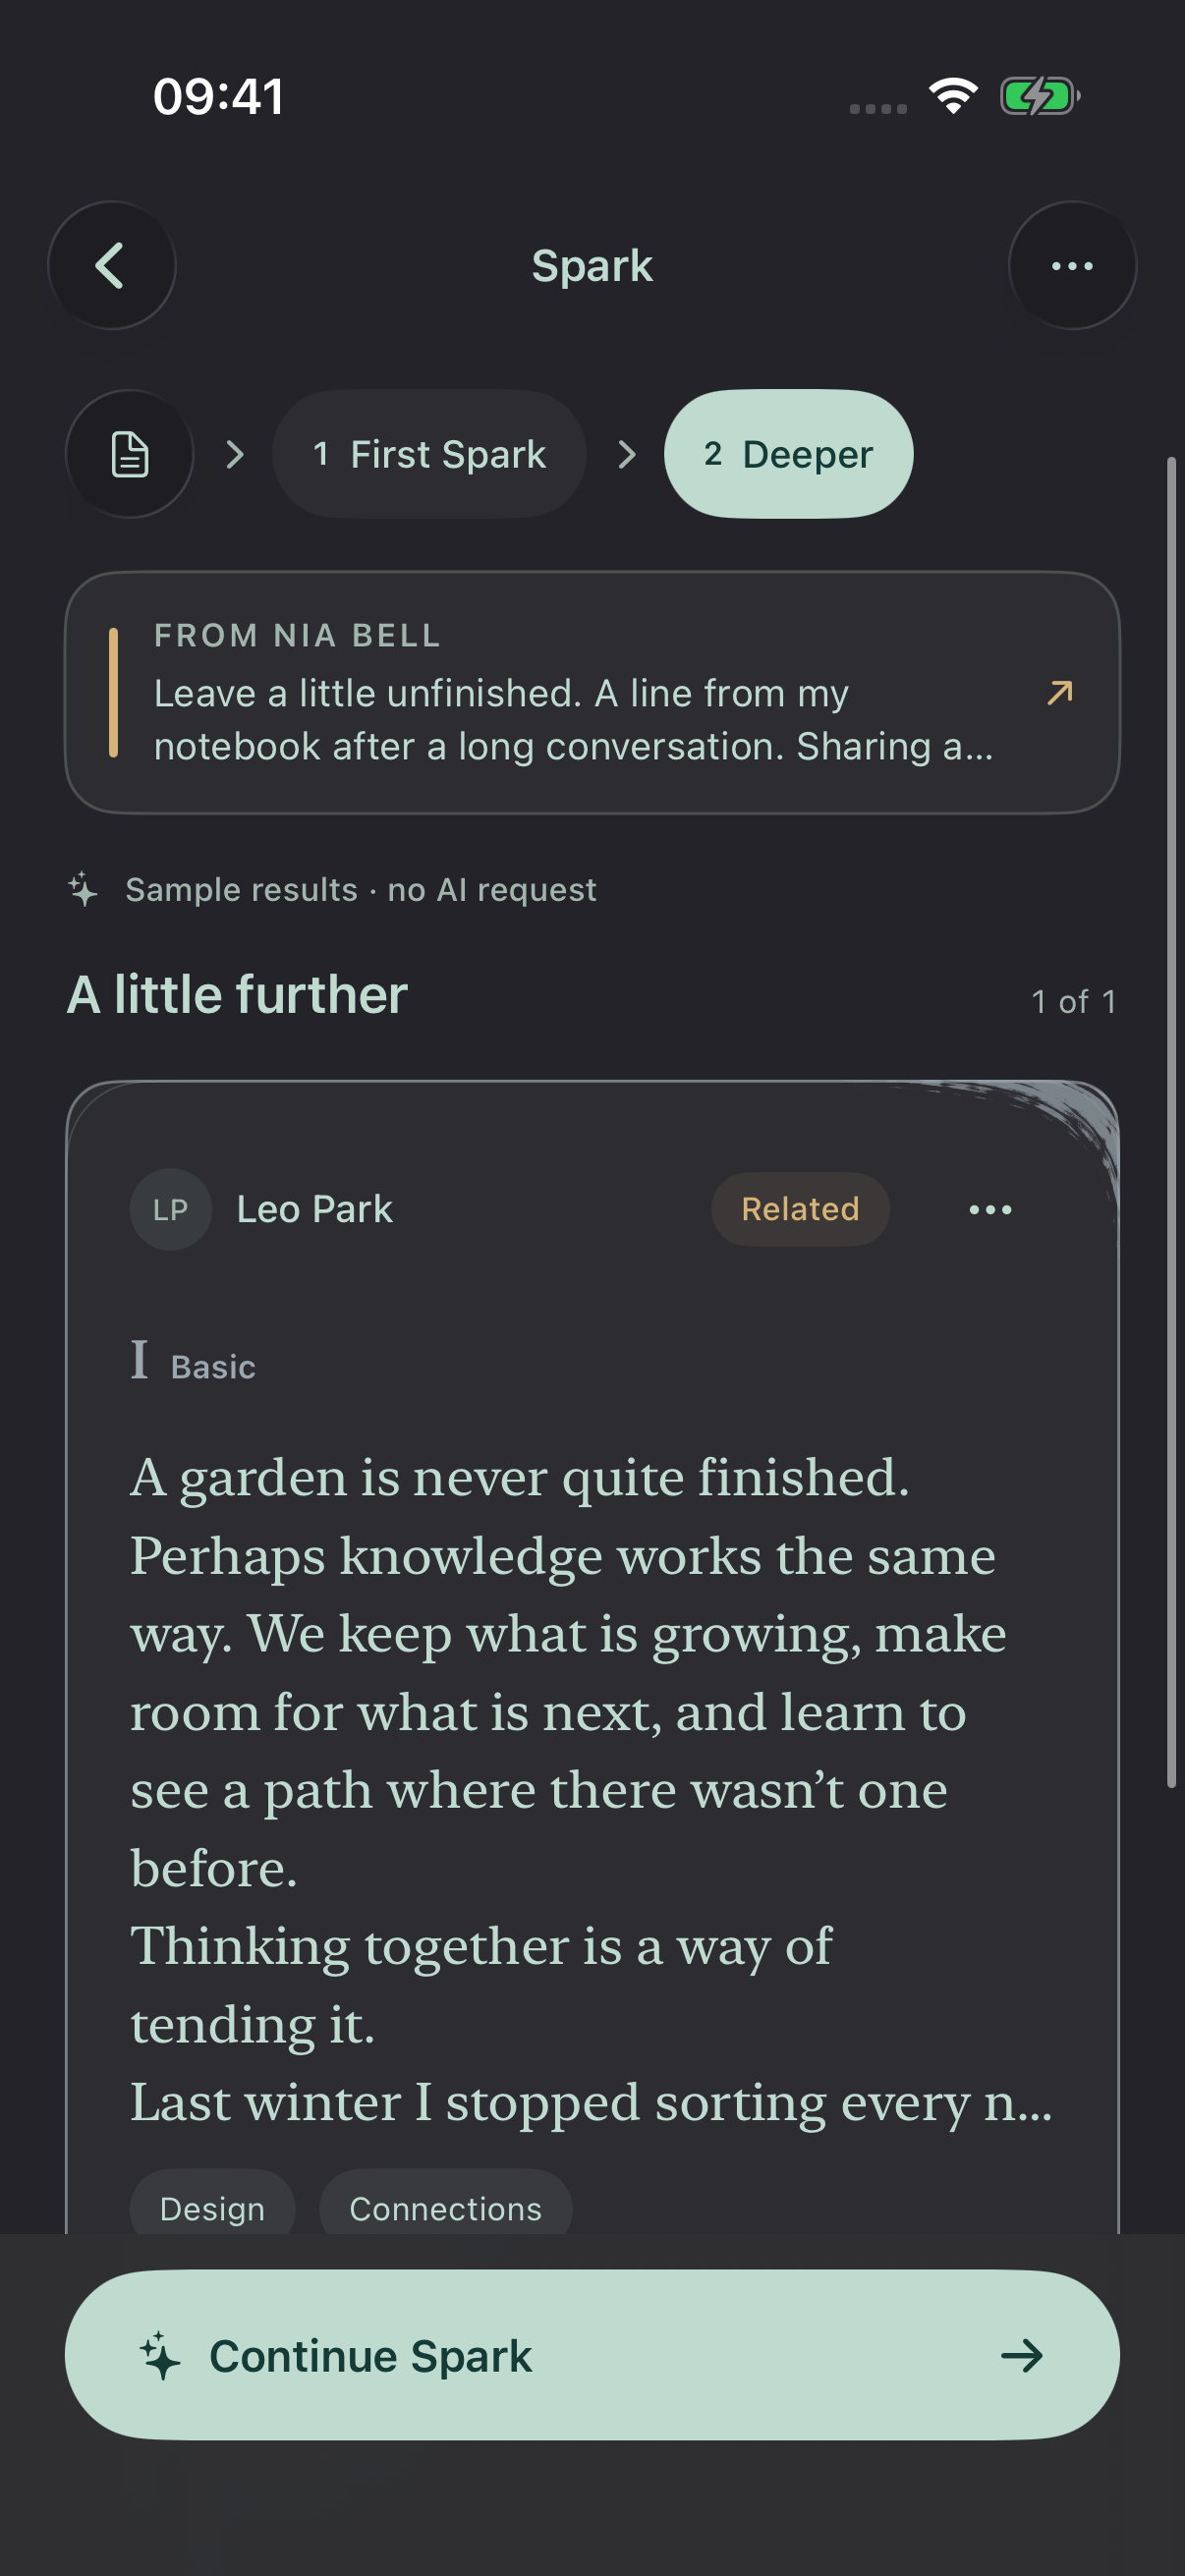 09:41
Spark
1 First Spark
2 Deeper
FROM NIA BELL
Leave a little unfinished. A line from my
notebook after a long conversation. Sharing a...
Sample results · no AI request
A little further
1 of 1
LP Leo Park
Related
I Basic
A garden is never quite finished.
Perhaps knowledge works the same
way. We keep what is growing, make
room for what is next, and learn to
see a path where there wasn’t one
before.
Thinking together is a way of
tending it.
Last winter I stopped sorting every n...
Design
Connections
Continue Spark